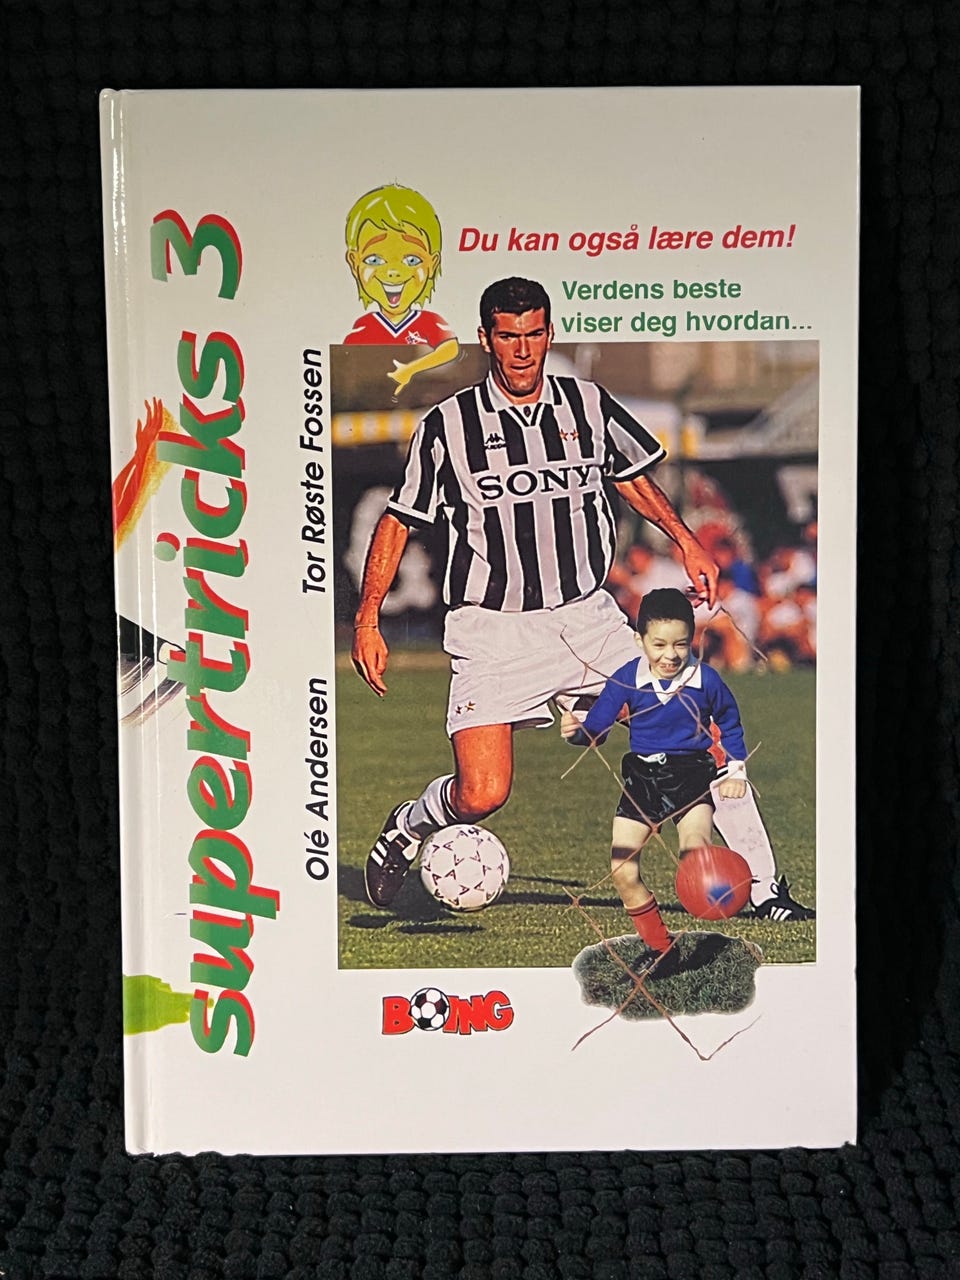 supertricks 3
Olé Andersen
Tor Røste Fossen
Du kan også lære dem!
Verdens beste
viser deg hvordan...
SONY
BOING